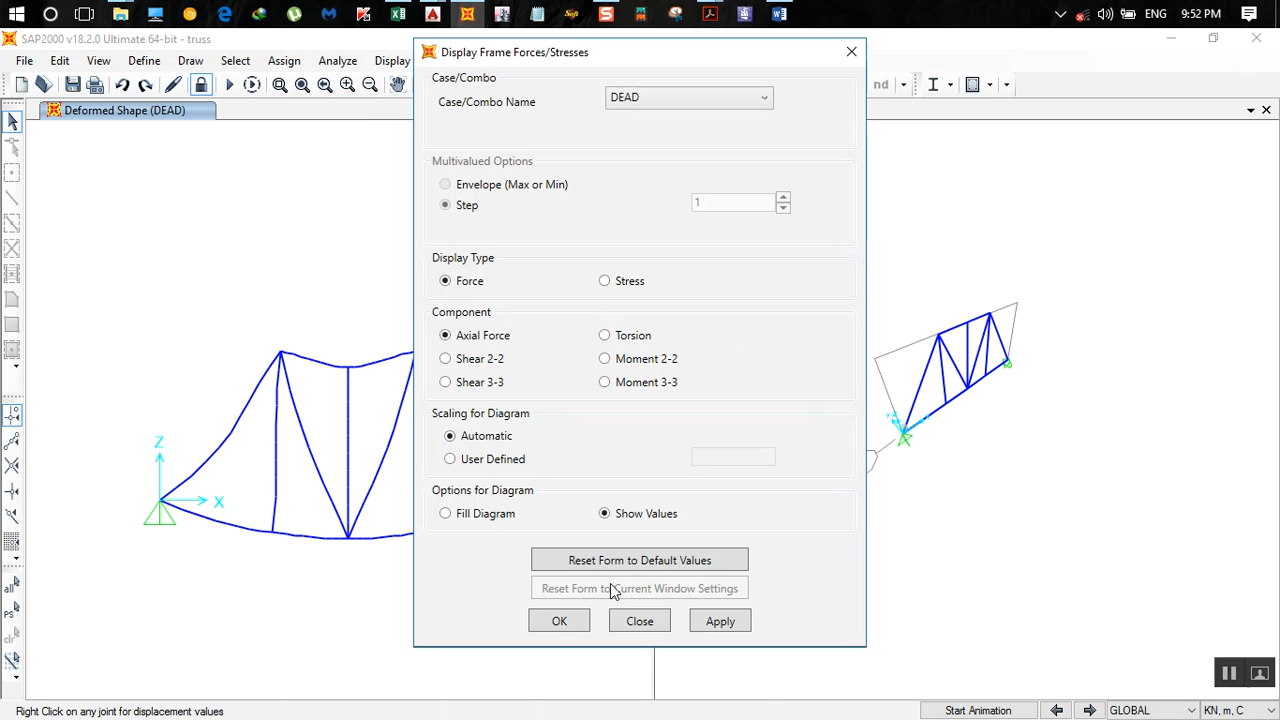 ENG 9:52 PM
SAP2000 v18.2.0 Ultimate 64-bit - truss
File Edit View Define Draw Select Assign Analyze Display
nd
Deformed Shape (DEAD)
Display Frame Forces/Stresses
Case/Combo
Case/Combo Name
DEAD
Multivalued Options
Envelope (Max or Min)
Step
1
Display Type
Force
Stress
Component
Axial Force
Torsion
Shear 2-2
Moment 2-2
Shear 3-3
Moment 3-3
Scaling for Diagram
Automatic
User Defined
Options for Diagram
Fill Diagram
Show Values
Reset Form to Default Values
Reset Form to Current Window Settings
OK
Close
Apply
Z
X
all
PS
clr
Right Click on any joint for displacement values
Start Animation
GLOBAL
KN, m, C